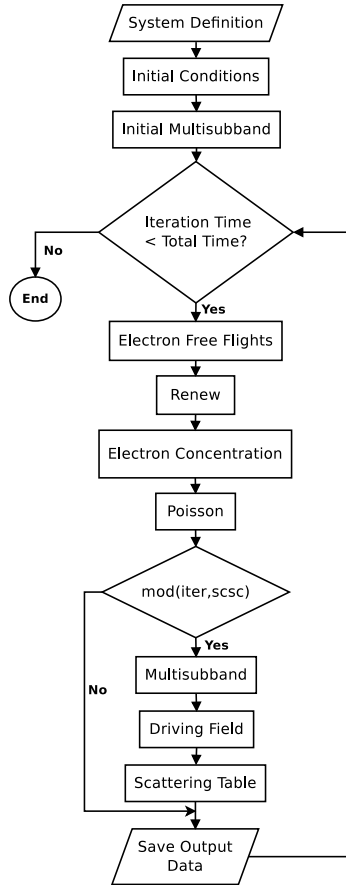 System Definition
Initial Conditions
Initial Multisubband
Iteration Time
< Total Time?
No
End
Yes
Electron Free Flights
Renew
Electron Concentration
Poisson
mod(iter,scsc)
Yes
No
Multisubband
Driving Field
Scattering Table
Save Output
Data